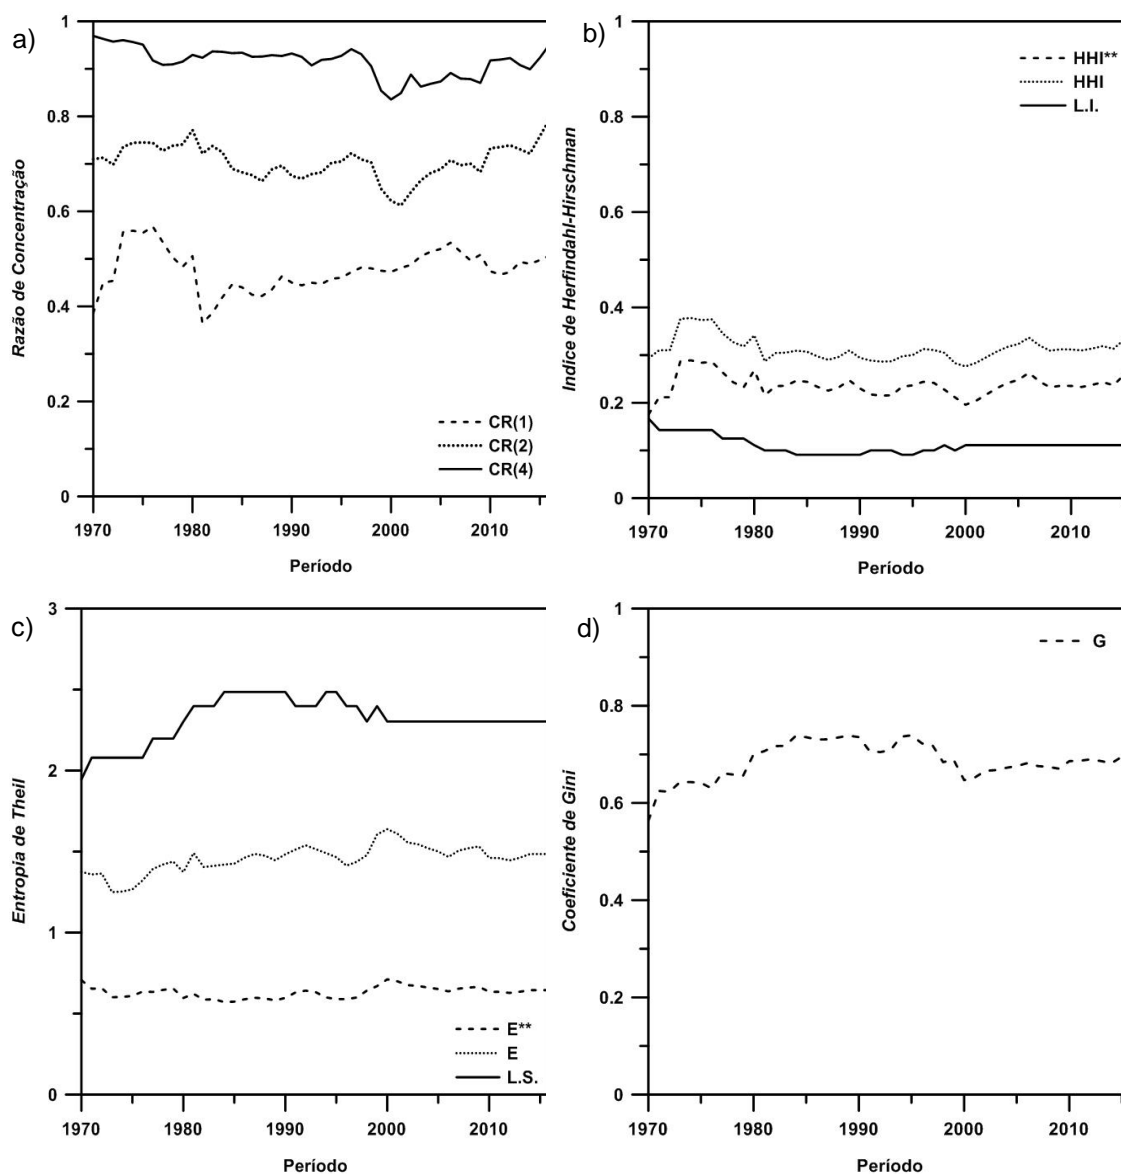 a)
1
0.8
0.6
0.4
0.2
0
Razão de Concentração
CR(1)
CR(2)
CR(4)
1970 1980 1990 2000 2010
Período
b)
1
0.8
0.6
0.4
0.2
0
Indice de Herfindahl-Hirschman
HHI**
HHI
L.I.
1970 1980 1990 2000 2010
Período
c)
3
2
1
0
Entropia de Theil
E**
E
L.S.
1970 1980 1990 2000 2010
Período
d)
1
0.8
0.6
0.4
0.2
0
Coeficiente de Gini
G
1970 1980 1990 2000 2010
Período